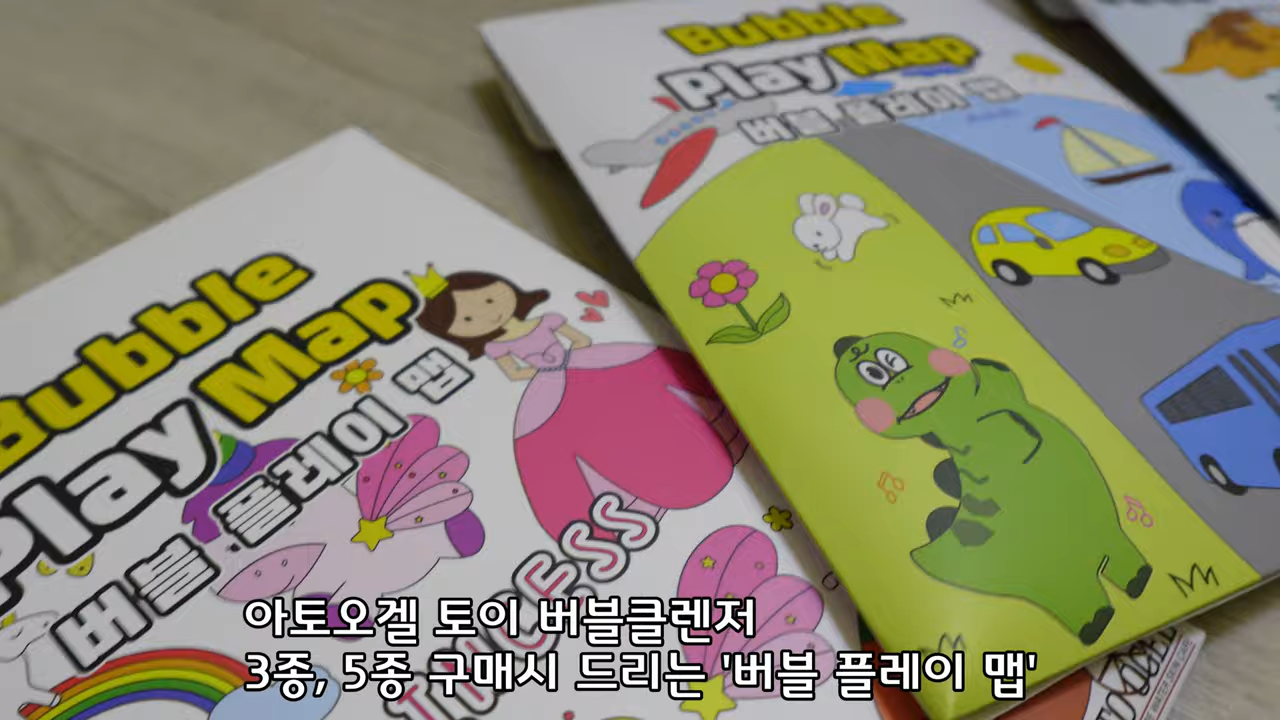 Bubble
Play Map
버블 플레이 맵
Bubble
Play Map
버블 플레이 맵
PRINCESS
아토오겔 토이 버블클렌저
3종, 5종 구매시 드리는 '버블 플레이 맵'